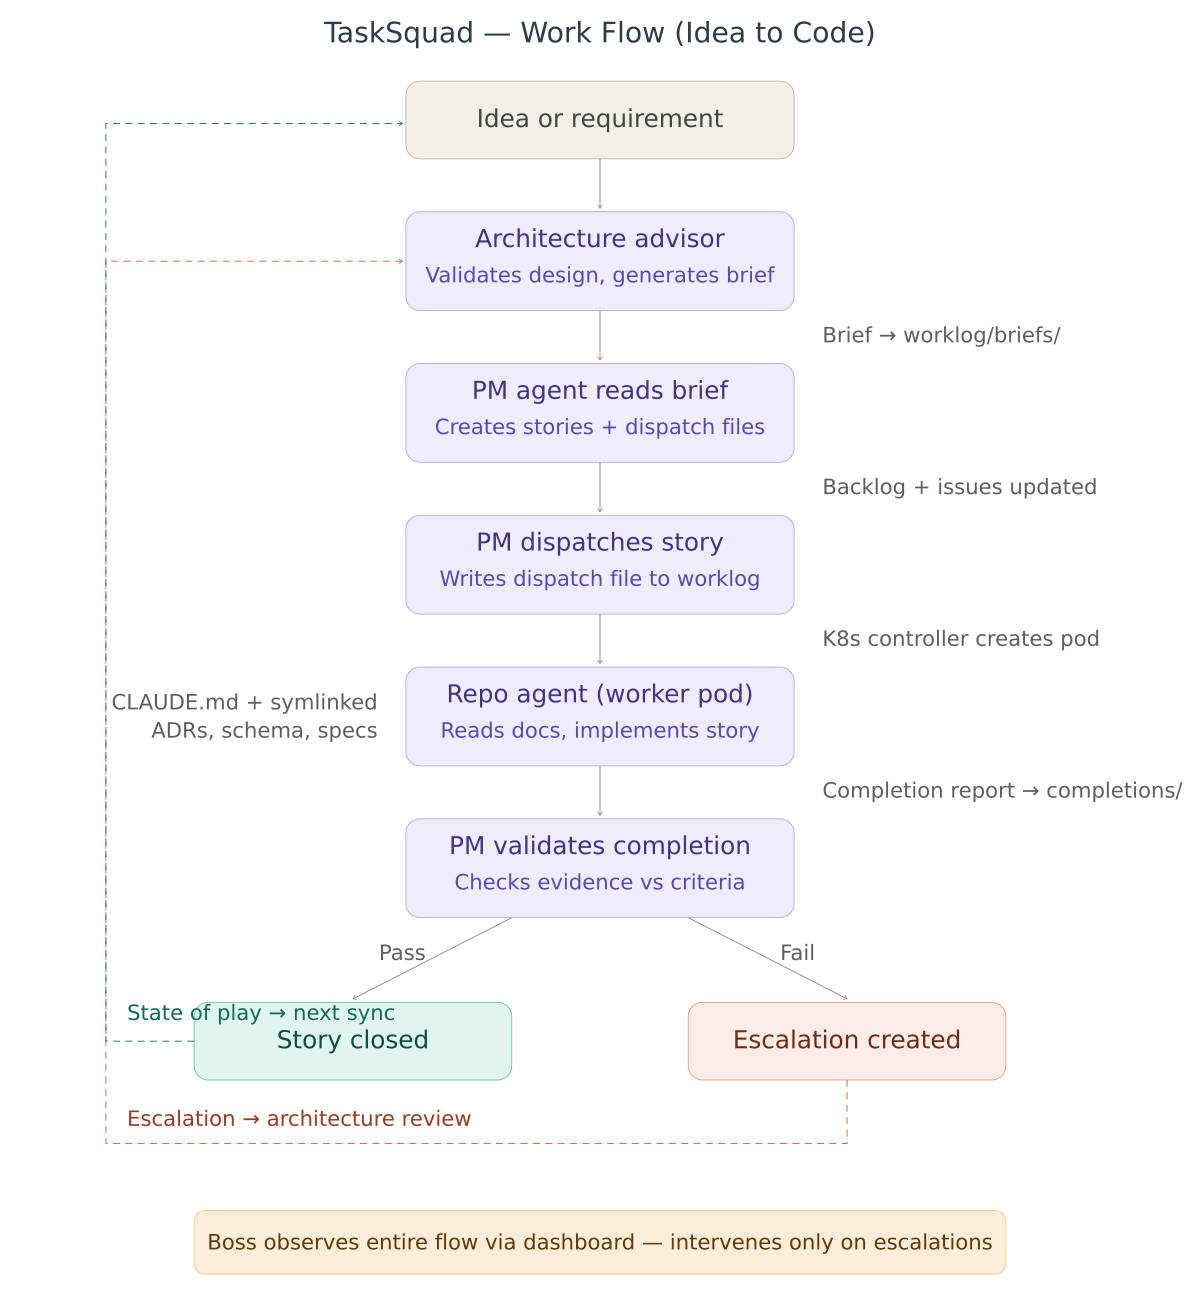 TaskSquad — Work Flow (Idea to Code)
Idea or requirement
Architecture advisor
Validates design, generates brief
Brief → worklog/briefs/
PM agent reads brief
Creates stories + dispatch files
Backlog + issues updated
PM dispatches story
Writes dispatch file to worklog
K8s controller creates pod
CLAUDE.md + symlinked
ADRs, schema, specs
Repo agent (worker pod)
Reads docs, implements story
Completion report → completions/
PM validates completion
Checks evidence vs criteria
Pass
Fail
State of play → next sync
Story closed
Escalation created
Escalation → architecture review
Boss observes entire flow via dashboard — intervenes only on escalations